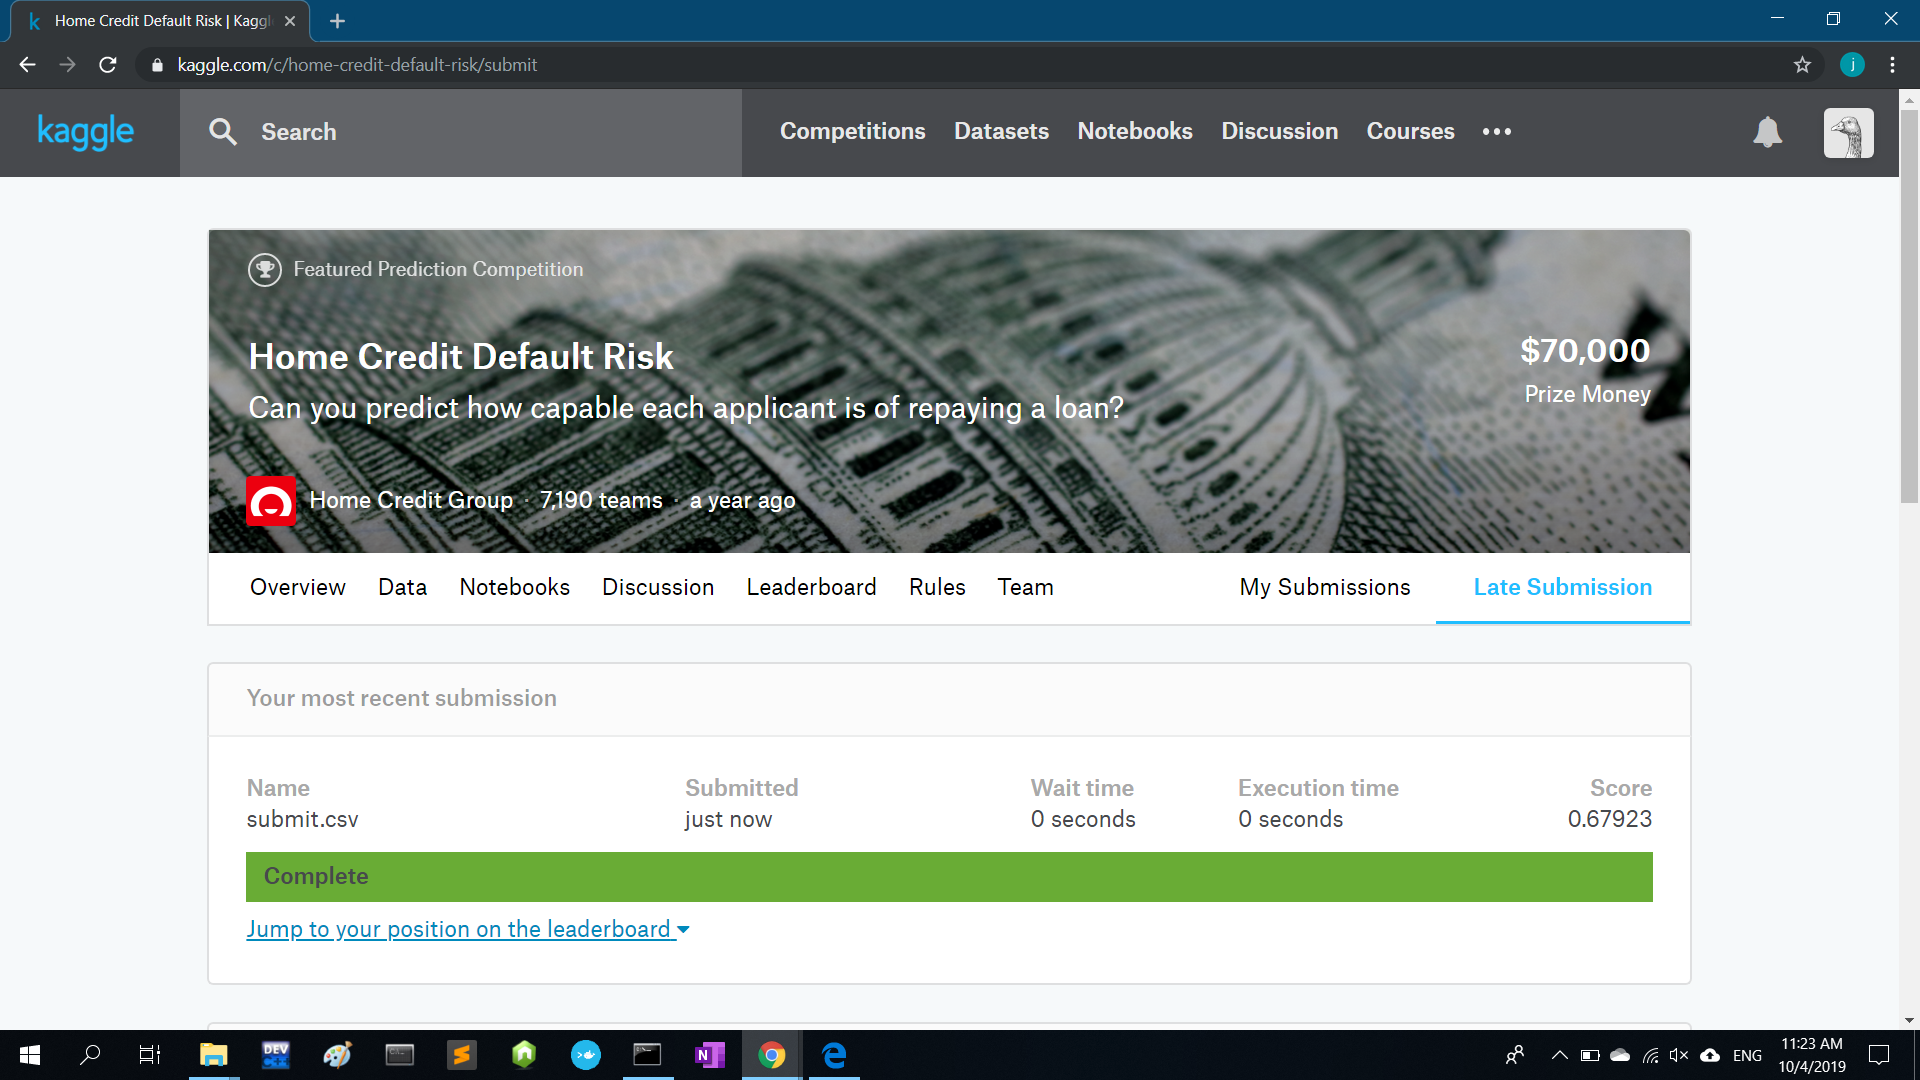 Home Credit Default Risk | Kaggl
kaggle.com/c/home-credit-default-risk/submit
j
kaggle
Search
Competitions Datasets Notebooks Discussion Courses
Featured Prediction Competition
Home Credit Default Risk
Can you predict how capable each applicant is of repaying a loan?
$70,000
Prize Money
Home Credit Group · 7,190 teams · a year ago
Overview Data Notebooks Discussion Leaderboard Rules Team My Submissions Late Submission
Your most recent submission
Name Submitted Wait time Execution time Score
submit.csv just now 0 seconds 0 seconds 0.67923
Complete
Jump to your position on the leaderboard
DEV
C++
N
ENG
11:23 AM
10/4/2019